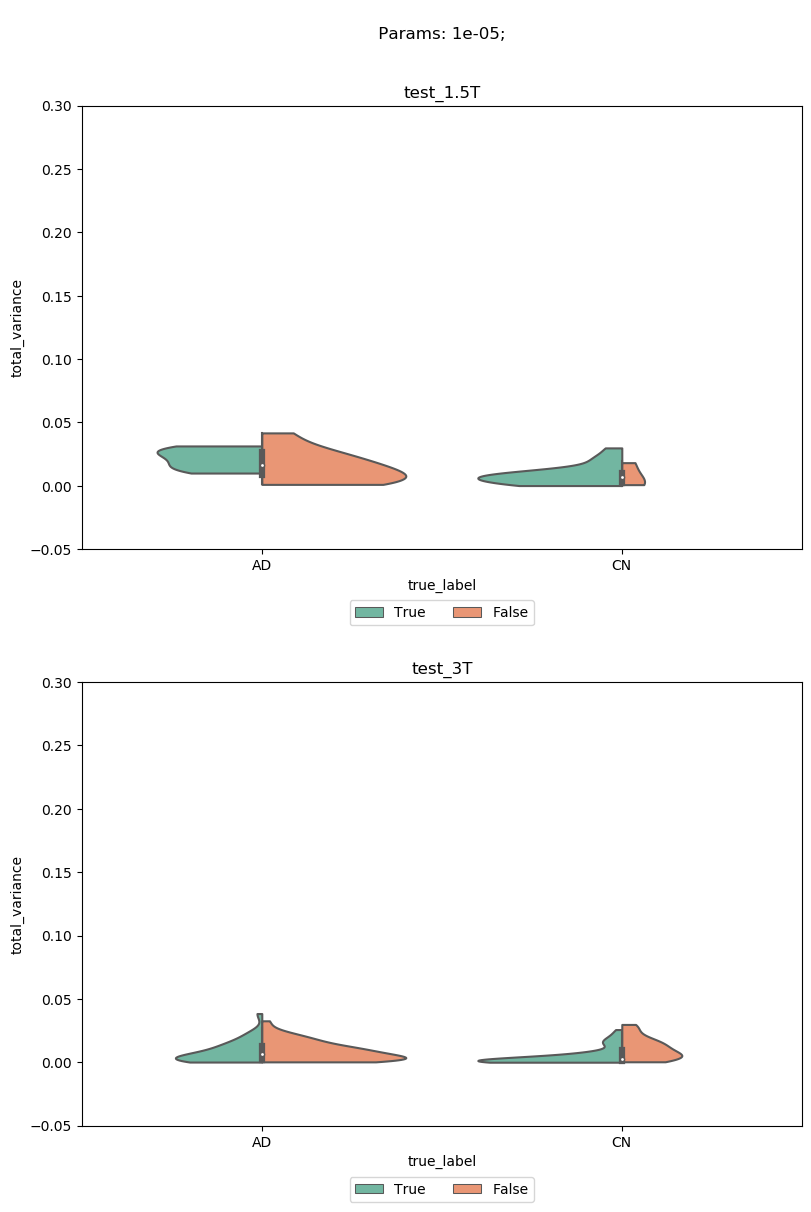 Params: 1e-05;
test_1.5T
0.30
0.25
0.20
0.15
0.10
0.05
0.00
−0.05
total_variance
AD CN
true_label
True False
test_3T
0.30
0.25
0.20
0.15
0.10
0.05
0.00
−0.05
total_variance
AD CN
true_label
True False